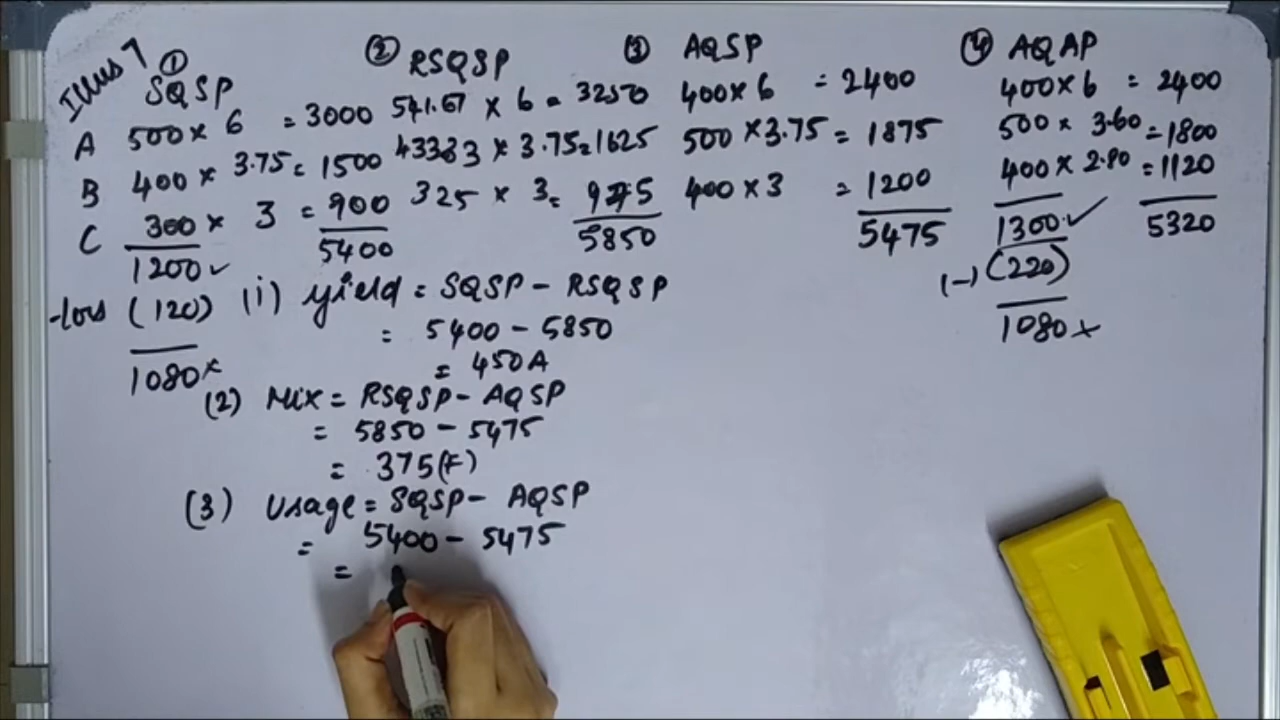 Illus 7
① SQSP ② RSQSP ③ AQSP ④ AQAP
A 500 × 6 = 3000 541.67 × 6 = 3250 400 × 6 = 2400 400 × 6 = 2400
B 400 × 3.75 = 1500 43333 × 3.75 = 1625 500 × 3.75 = 1875 500 × 3.60 = 1800
C 300 × 3 = 900 325 × 3 = 975 400 × 3 = 1200 400 × 2.80 = 1120
1200 ✓ 5400 5850 5475 1300 ✓ 5320
-loss (120) (-) (220)
1080 × 1080 ×
(i) yield = SQSP - RSQSP
= 5400 - 5850
= 450 A
(2) Mix = RSQSP - AQSP
= 5850 - 5475
= 375 (F)
(3) Usage = SQSP - AQSP
= 5400 - 5475
=